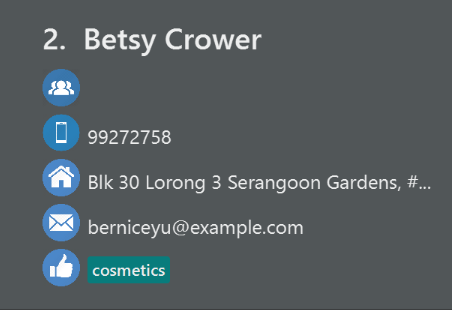 2. Betsy Crower
99272758
Blk 30 Lorong 3 Serangoon Gardens, #...
berniceyu@example.com
cosmetics